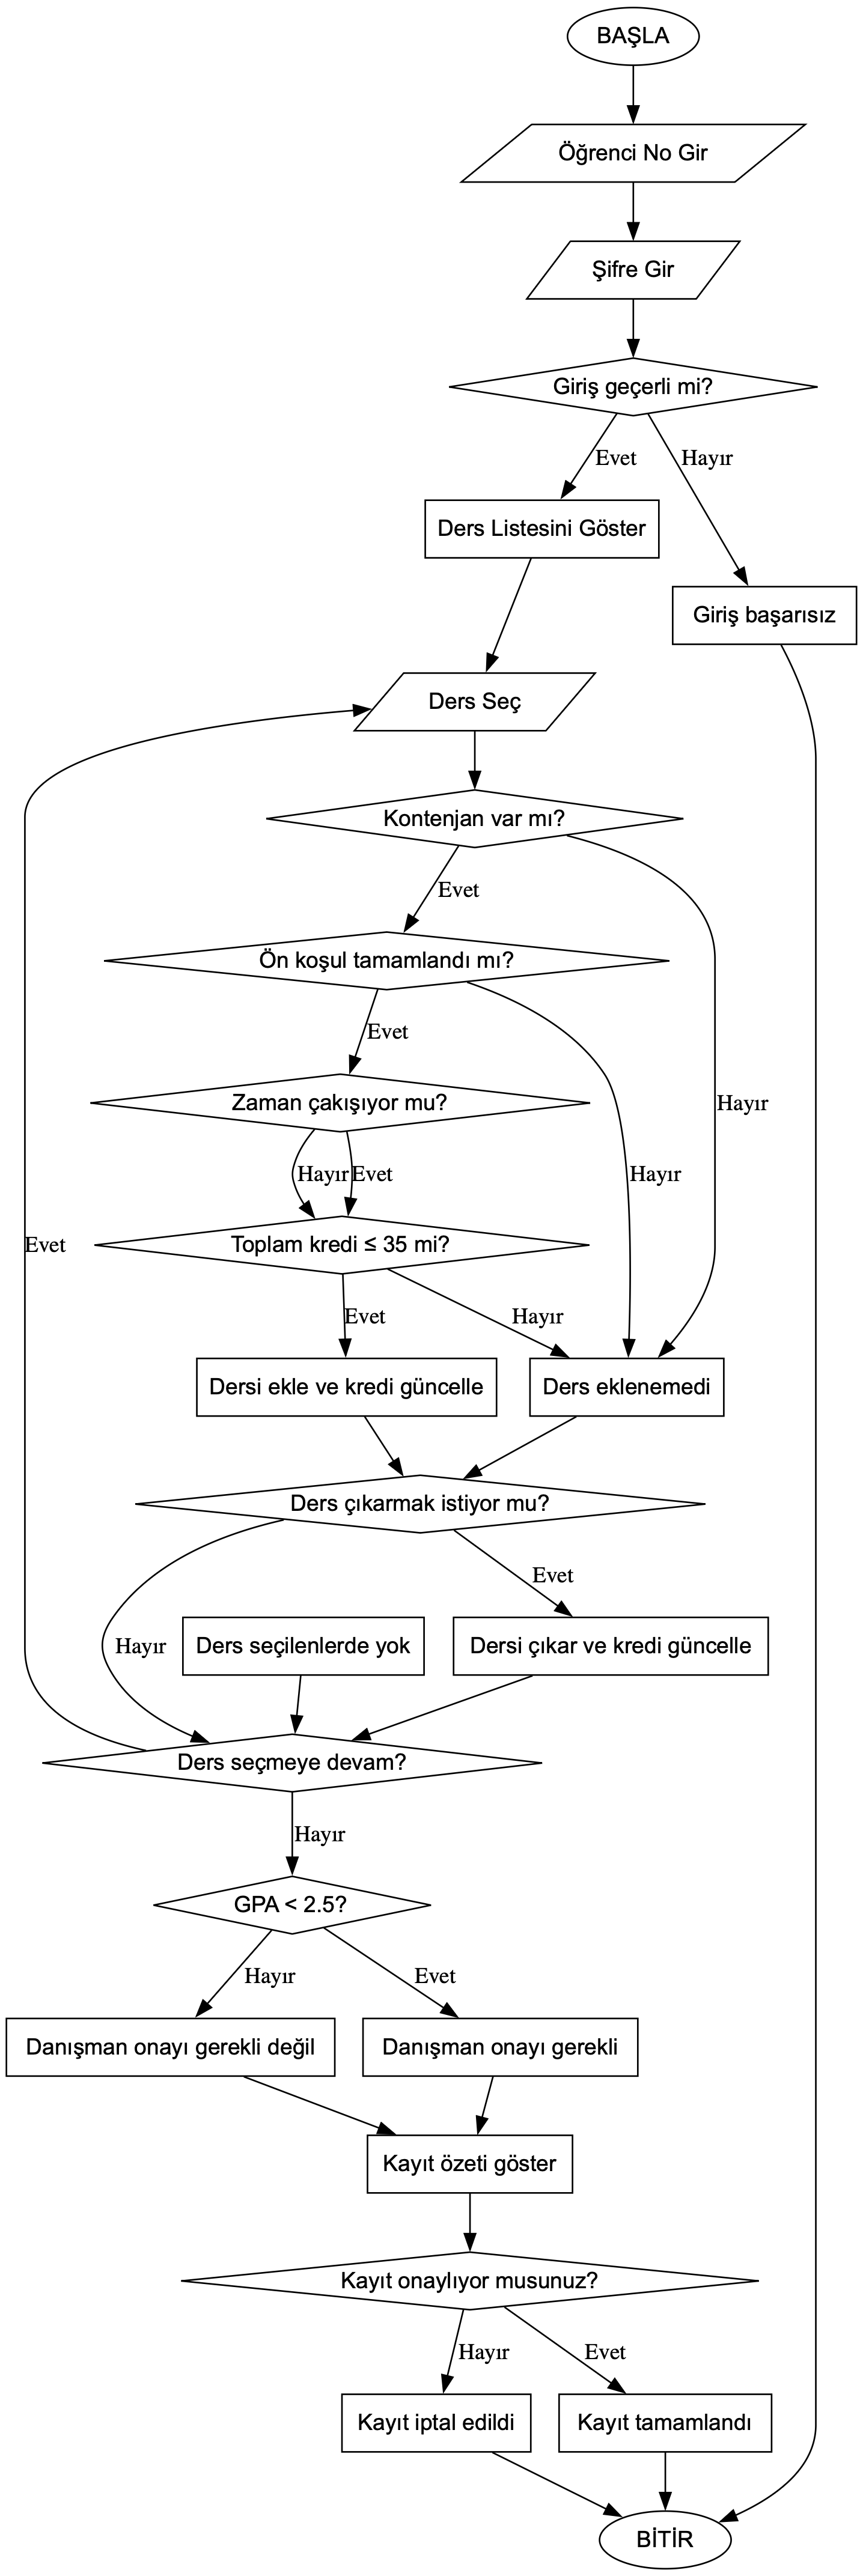 BAŞLA
Öğrenci No Gir
Şifre Gir
Giriş geçerli mi?
Evet
Hayır
Ders Listesini Göster
Giriş başarısız
Ders Seç
Kontenjan var mı?
Evet
Ön koşul tamamlandı mı?
Evet
Zaman çakışıyor mu?
Hayır
Hayır
Evet
Hayır
Toplam kredi ≤ 35 mi?
Evet
Evet
Hayır
Dersi ekle ve kredi güncelle
Ders eklenemedi
Ders çıkarmak istiyor mu?
Evet
Hayır
Ders seçilenlerde yok
Dersi çıkar ve kredi güncelle
Ders seçmeye devam?
Hayır
GPA < 2.5?
Hayır
Evet
Danışman onayı gerekli değil
Danışman onayı gerekli
Kayıt özeti göster
Kayıt onaylıyor musunuz?
Hayır
Evet
Kayıt iptal edildi
Kayıt tamamlandı
BİTİR